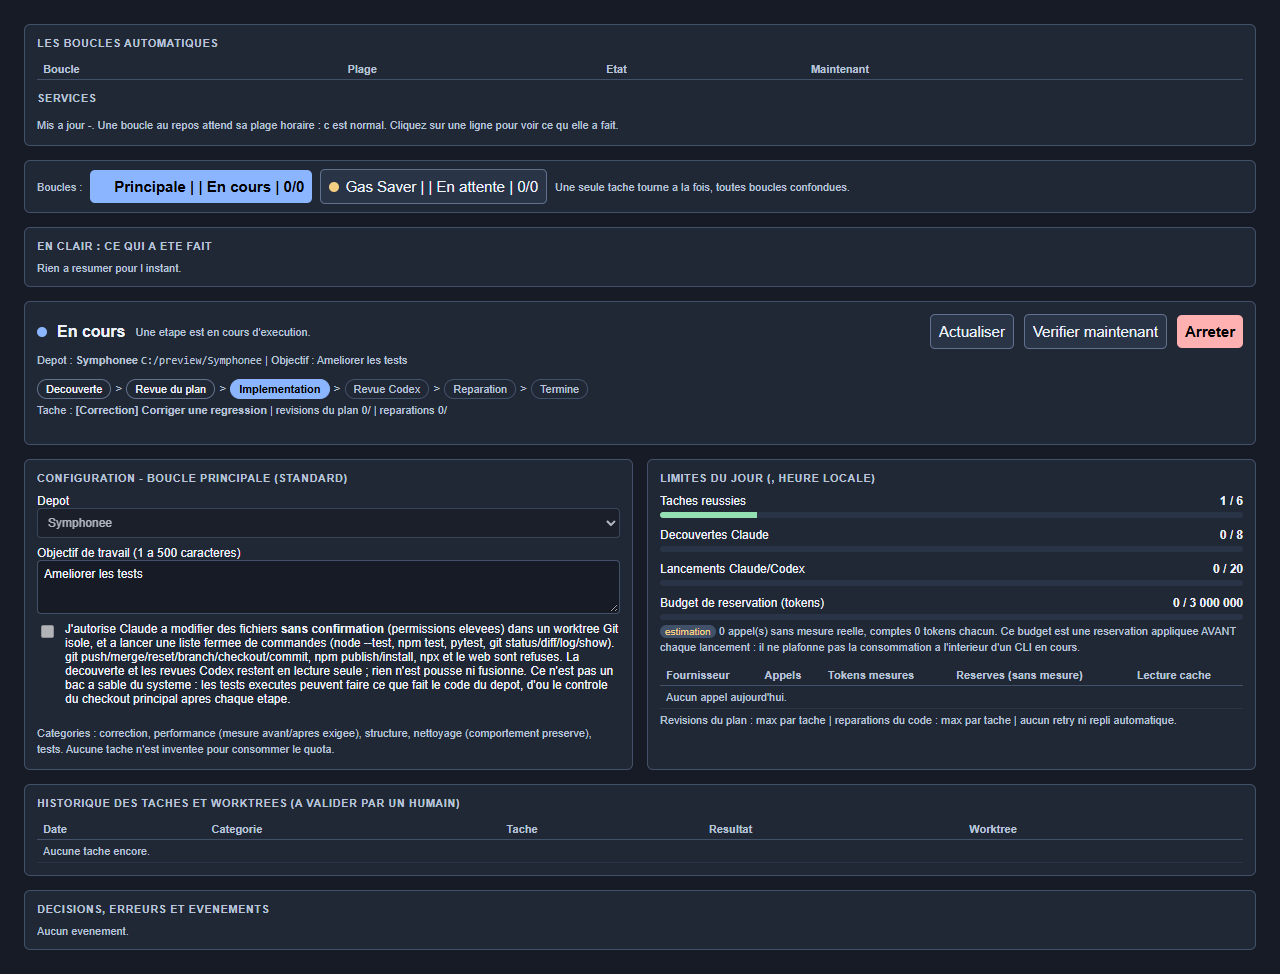 LES BOUCLES AUTOMATIQUES
Boucle Plage Etat Maintenant
SERVICES
Mis a jour -. Une boucle au repos attend sa plage horaire : c est normal. Cliquez sur une ligne pour voir ce qu elle a fait.
Boucles : Principale | | En cours | 0/0 Gas Saver | | En attente | 0/0 Une seule tache tourne a la fois, toutes boucles confondues.
EN CLAIR : CE QUI A ETE FAIT
Rien a resumer pour l instant.
En cours Une etape est en cours d'execution. Actualiser Verifier maintenant Arreter
Depot : Symphonee C:/preview/Symphonee | Objectif : Ameliorer les tests
Decouverte > Revue du plan > Implementation > Revue Codex > Reparation > Termine
Tache : [Correction] Corriger une regression | revisions du plan 0/ | reparations 0/
CONFIGURATION - BOUCLE PRINCIPALE (STANDARD)
Depot
Symphonee
Objectif de travail (1 a 500 caracteres)
Ameliorer les tests
J'autorise Claude a modifier des fichiers sans confirmation (permissions elevees) dans un worktree Git
isole, et a lancer une liste fermee de commandes (node --test, npm test, pytest, git status/diff/log/show).
git push/merge/reset/branch/checkout/commit, npm publish/install, npx et le web sont refuses. La
decouverte et les revues Codex restent en lecture seule ; rien n'est pousse ni fusionne. Ce n'est pas un
bac a sable du systeme : les tests executes peuvent faire ce que fait le code du depot, d'ou le controle
du checkout principal apres chaque etape.
Categories : correction, performance (mesure avant/apres exigee), structure, nettoyage (comportement preserve),
tests. Aucune tache n'est inventee pour consommer le quota.
LIMITES DU JOUR (, HEURE LOCALE)
Taches reussies 1 / 6
Decouvertes Claude 0 / 8
Lancements Claude/Codex 0 / 20
Budget de reservation (tokens) 0 / 3 000 000
estimation 0 appel(s) sans mesure reelle, comptes 0 tokens chacun. Ce budget est une reservation appliquee AVANT
chaque lancement : il ne plafonne pas la consommation a l'interieur d'un CLI en cours.
Fournisseur Appels Tokens mesures Reserves (sans mesure) Lecture cache
Aucun appel aujourd'hui.
Revisions du plan : max par tache | reparations du code : max par tache | aucun retry ni repli automatique.
HISTORIQUE DES TACHES ET WORKTREES (A VALIDER PAR UN HUMAIN)
Date Categorie Tache Resultat Worktree
Aucune tache encore.
DECISIONS, ERREURS ET EVENEMENTS
Aucun evenement.